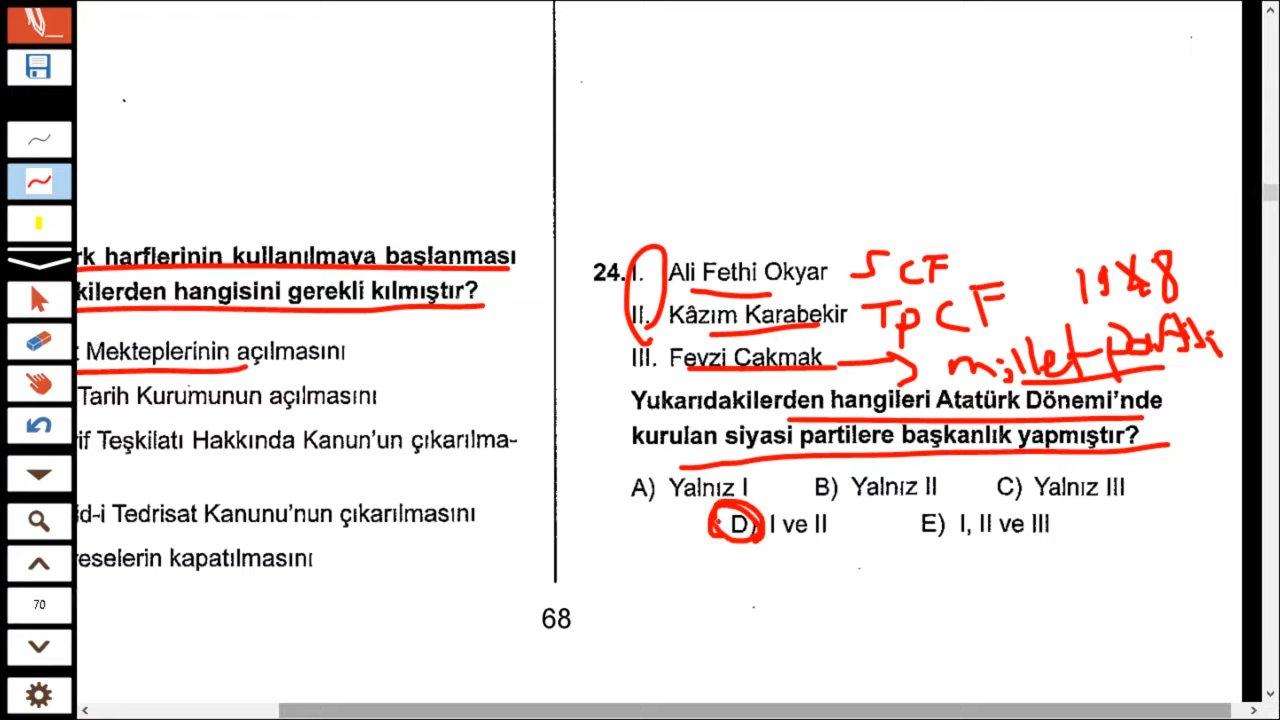 rk harflerinin kullanılmaya başlanması
kilerden hangisini gerekli kılmıştır?
Mekteplerinin açılmasını
Tarih Kurumunun açılmasını
if Teşkilatı Hakkında Kanun'un çıkarılma-
id-i Tedrisat Kanunu'nun çıkarılmasını
reselerin kapatılmasını
24. I. Ali Fethi Okyar SCF
II. Kâzım Karabekir TpCF
III. Fevzi Çakmak millet partisi
1948
Yukarıdakilerden hangileri Atatürk Dönemi'nde
kurulan siyasi partilere başkanlık yapmıştır?
A) Yalnız I B) Yalnız II C) Yalnız III
D) I ve II E) I, II ve III
68
70